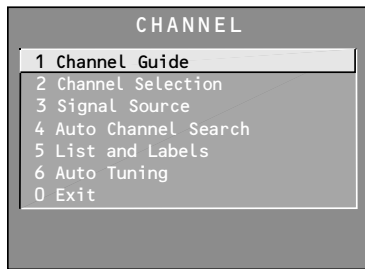 CHANNEL
1 Channel Guide
2 Channel Selection
3 Signal Source
4 Auto Channel Search
5 List and Labels
6 Auto Tuning
0 Exit